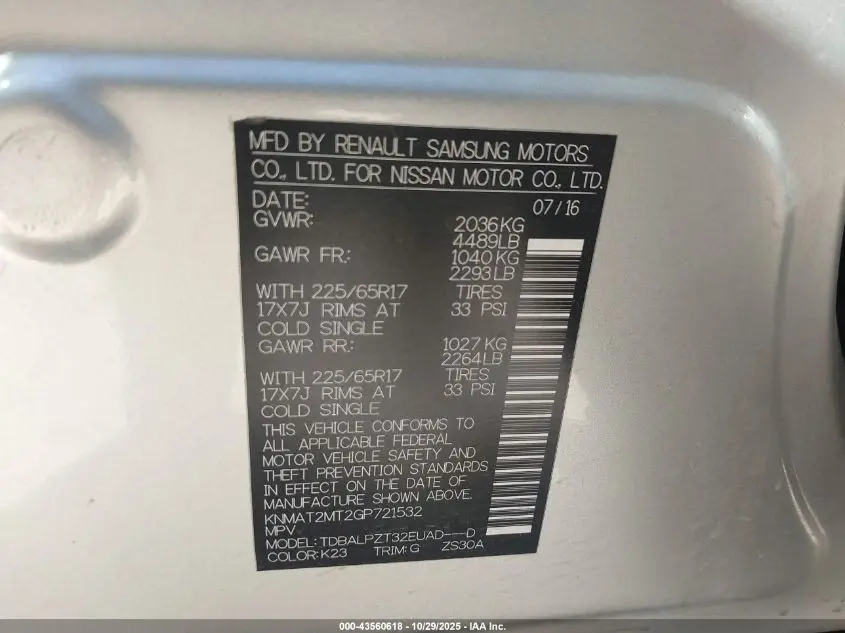 MFD BY RENAULT SAMSUNG MOTORS
CO., LTD. FOR NISSAN MOTOR CO., LTD.
DATE: 07/16
GVWR: 2036KG
4489LB
GAWR FR: 1040KG
2293LB
WITH 225/65R17 TIRES
17X7J RIMS AT 33 PSI
COLD SINGLE
GAWR RR: 1027KG
2264LB
WITH 225/65R17 TIRES
17X7J RIMS AT 33 PSI
COLD SINGLE
THIS VEHICLE CONFORMS TO
ALL APPLICABLE FEDERAL
MOTOR VEHICLE SAFETY AND
THEFT PREVENTION STANDARDS
IN EFFECT ON THE DATE OF
MANUFACTURE SHOWN ABOVE.
KNMAT2MT2GP721532
MPV
MODEL: TDBALPZT32EUAD---D
COLOR: K23 TRIM: G ZS30A
000-43560618 - 10/29/2025 - IAA Inc.